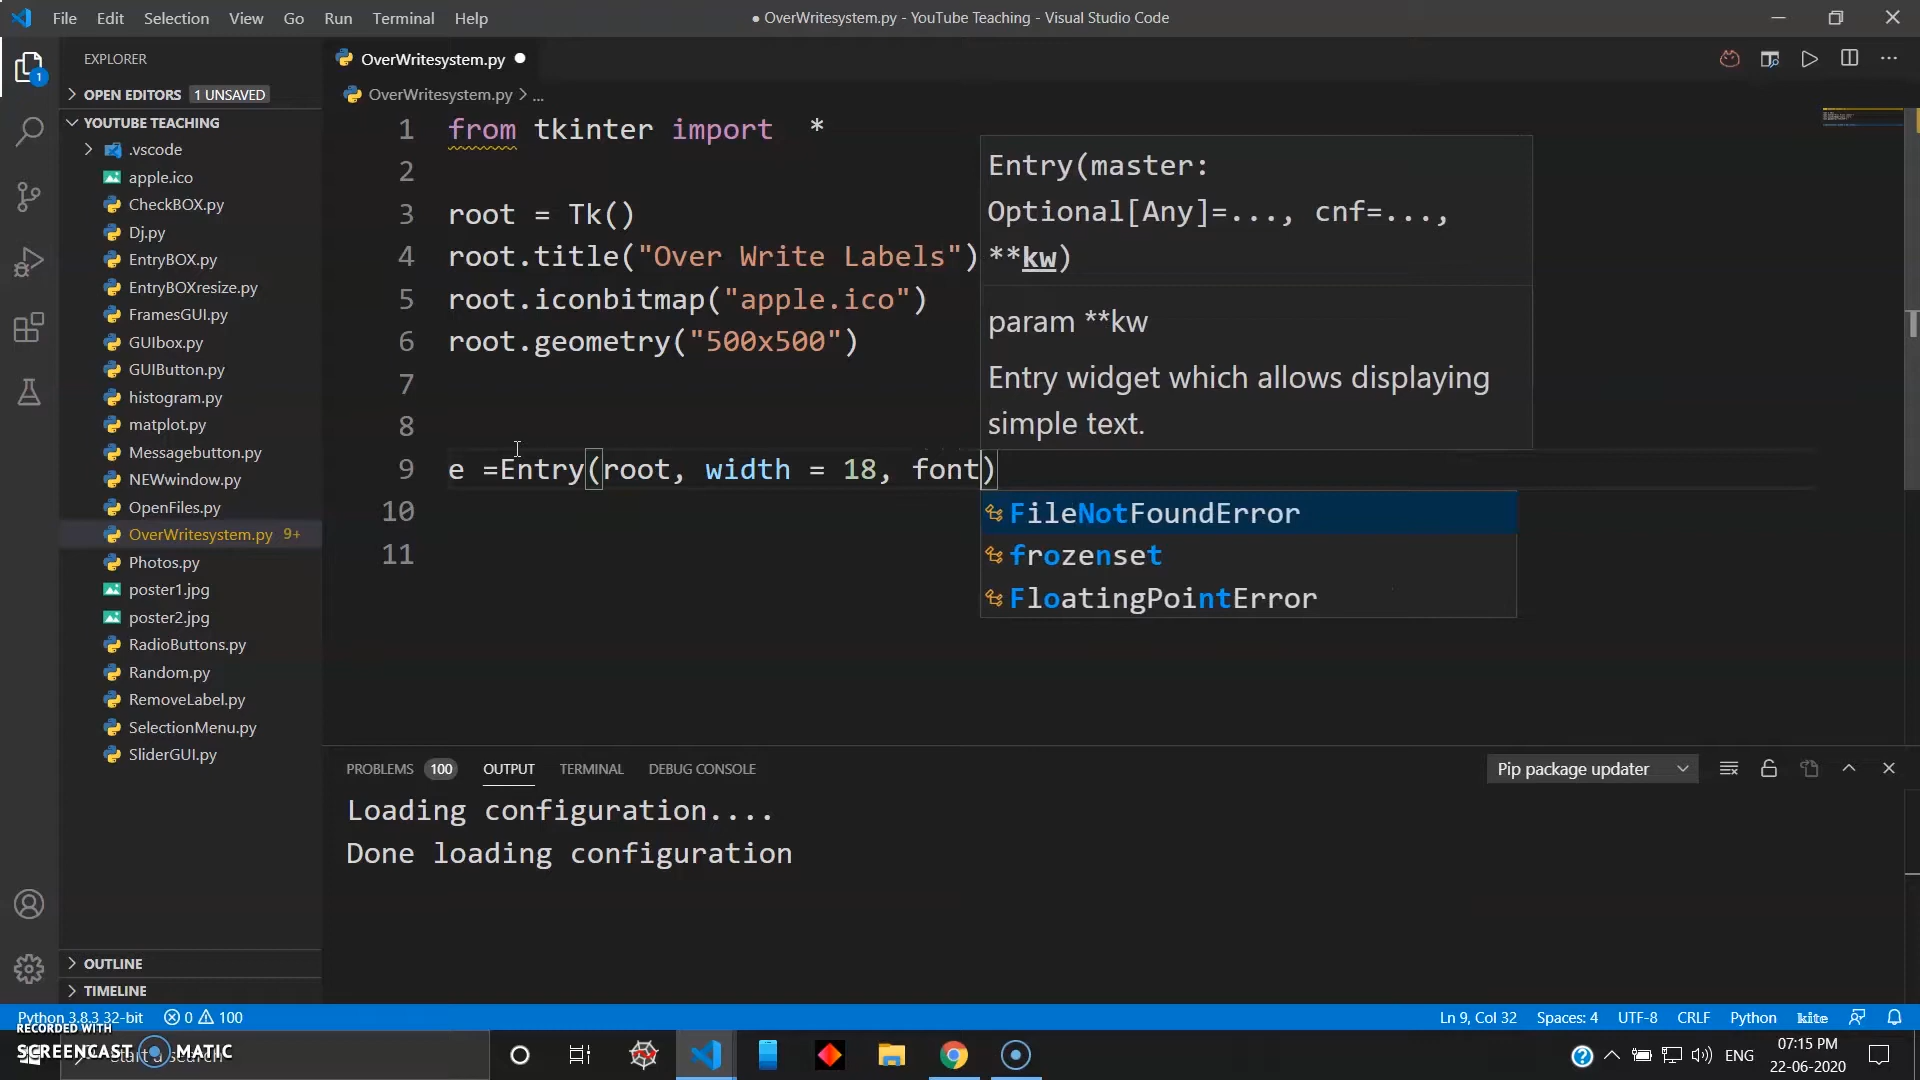 File Edit Selection View Go Run Terminal Help
● OverWritesystem.py - YouTube Teaching - Visual Studio Code
EXPLORER
OverWritesystem.py
1
OPEN EDITORS 1 UNSAVED
OverWritesystem.py > ...
YOUTUBE TEACHING
.vscode
apple.ico
CheckBOX.py
Dj.py
EntryBOX.py
EntryBOXresize.py
FramesGUI.py
GUIbox.py
GUIButton.py
histogram.py
matplot.py
Messagebutton.py
NEWwindow.py
OpenFiles.py
OverWritesystem.py 9+
Photos.py
poster1.jpg
poster2.jpg
RadioButtons.py
Random.py
RemoveLabel.py
SelectionMenu.py
SliderGUI.py
OUTLINE
TIMELINE
1 from tkinter import  *
2
3 root = Tk()
4 root.title("Over Write Labels")
5 root.iconbitmap("apple.ico")
6 root.geometry("500x500")
7
8
9 e =Entry(root, width = 18, font)
10
11
Entry(master:
Optional[Any]=..., cnf=...,
**kw)
param **kw
Entry widget which allows displaying
simple text.
FileNotFoundError
frozenset
FloatingPointError
PROBLEMS 100 OUTPUT TERMINAL DEBUG CONSOLE Pip package updater
Loading configuration....
Done loading configuration
Python 3.8.3 32-bit 0 100 Ln 9, Col 32 Spaces: 4 UTF-8 CRLF Python kite
RECORDED WITH
SCREENCAST MATIC
ENG
07:15 PM
22-06-2020